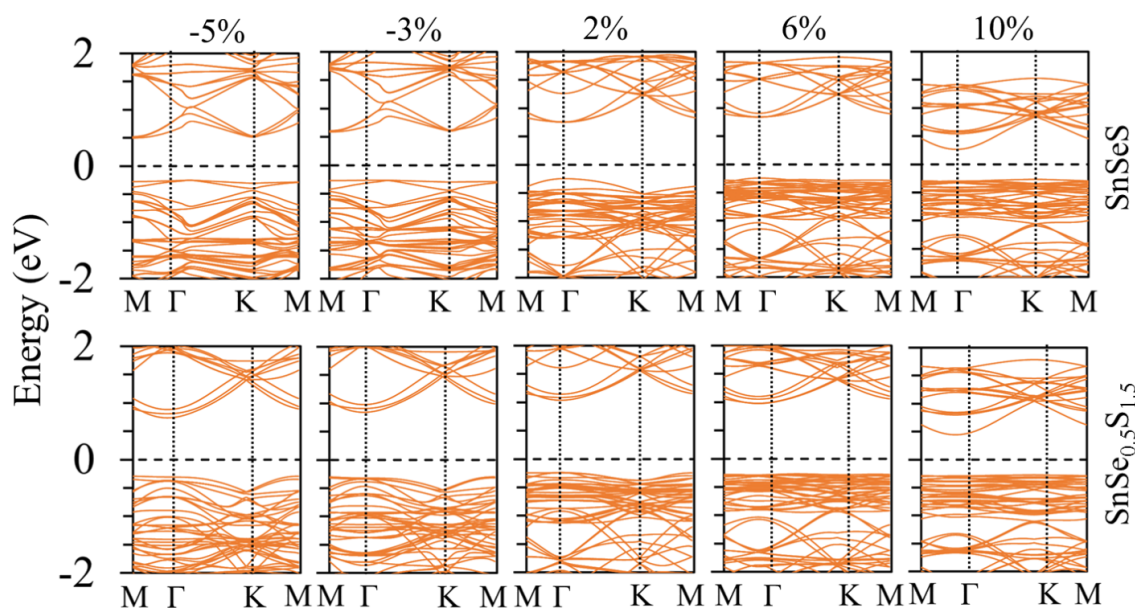 -5% -3% 2% 6% 10%
Energy (eV)
2
0
-2
SnSeS
M Γ K M M Γ K M M Γ K M M Γ K M M Γ K M
2
0
-2
SnSe0.5S1.5
M Γ K M M Γ K M M Γ K M M Γ K M M Γ K M